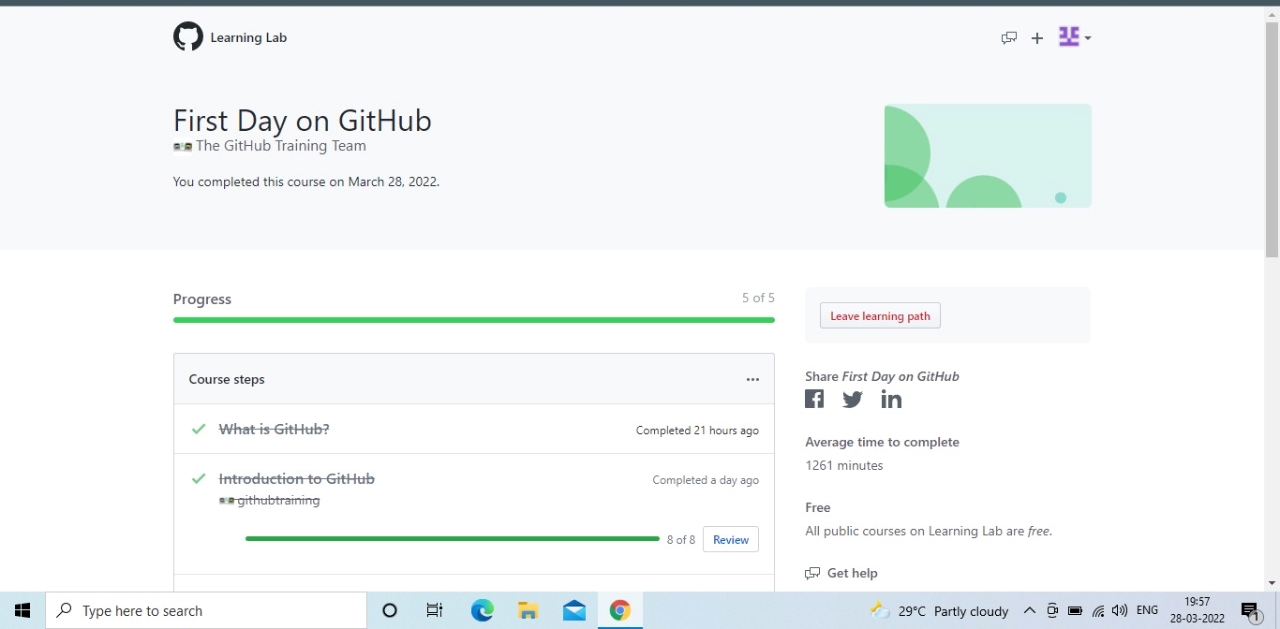 Learning Lab
First Day on GitHub
The GitHub Training Team
You completed this course on March 28, 2022.
Progress
5 of 5
Course steps
What is GitHub?
Completed 21 hours ago
Introduction to GitHub
Completed a day ago
githubtraining
8 of 8
Review
Leave learning path
Share First Day on GitHub
Average time to complete
1261 minutes
Free
All public courses on Learning Lab are free.
Get help
Type here to search
29°C Partly cloudy
ENG
19:57
28-03-2022
1